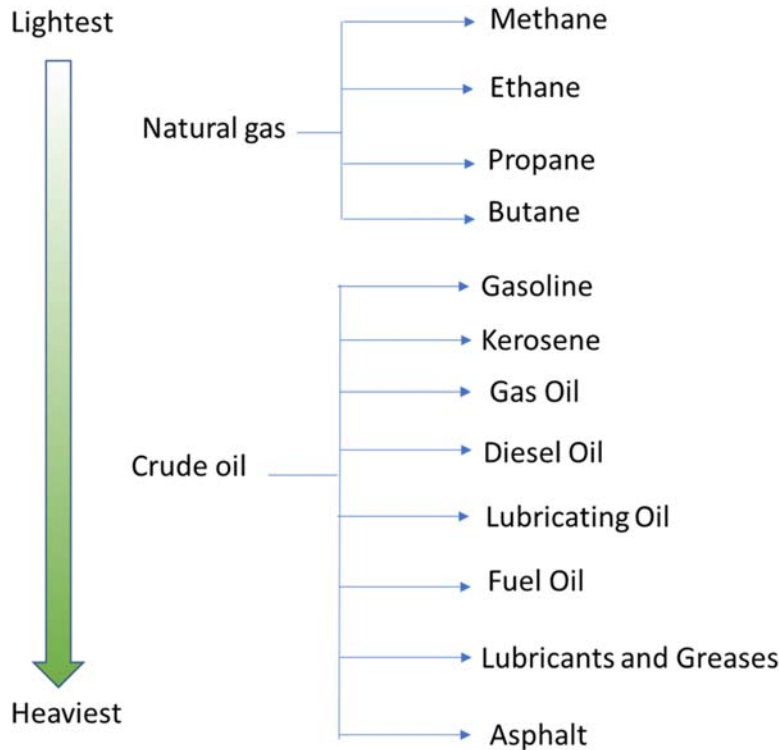 Lightest
Methane
Ethane
Natural gas
Propane
Butane
Gasoline
Kerosene
Gas Oil
Crude oil
Diesel Oil
Lubricating Oil
Fuel Oil
Lubricants and Greases
Heaviest
Asphalt